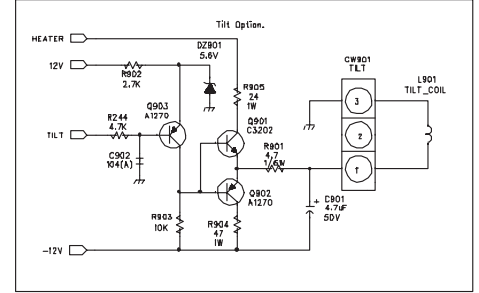 Tilt Option.
HEATER
12V
R902
2.7K
DZ901
5.6V
CW901
TILT
L901
TILT_COIL
R905
24
1W
3
R244
4.7K
Q903
A1270
Q901
C3202
TILT
2
C902
104(A)
R901
4,7
1/6W
1
Q902
A1270
C901
4.7uF
50V
+
R903
10K
R904
47
1W
-12V